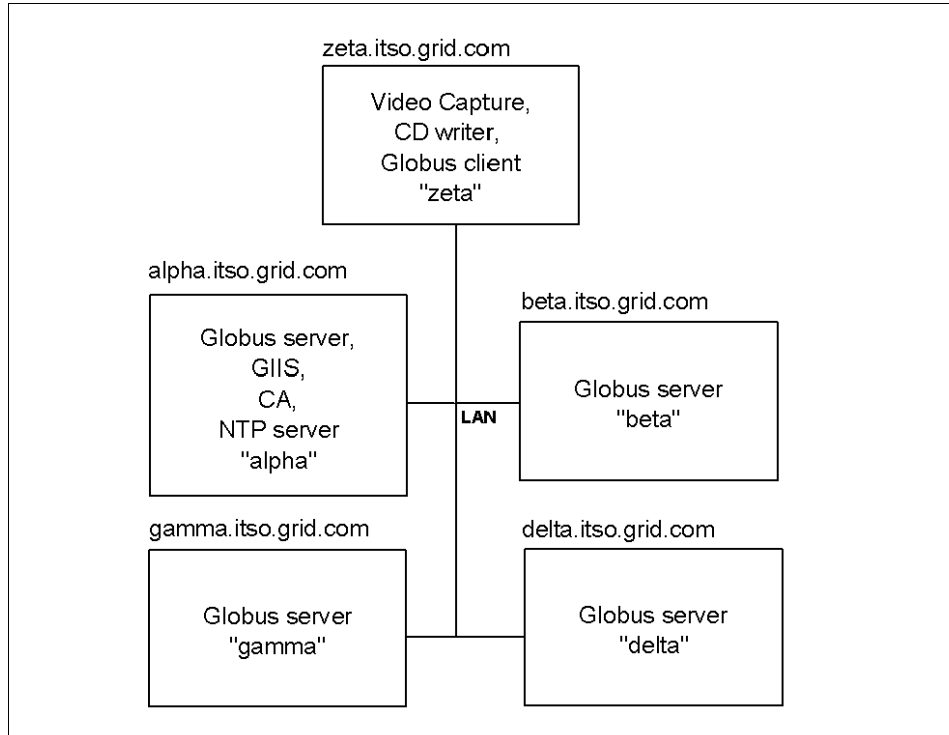 zeta.itso.grid.com
Video Capture,
CD writer,
Globus client
"zeta"
alpha.itso.grid.com
Globus server,
GIIS,
CA,
NTP server
"alpha"
beta.itso.grid.com
Globus server
"beta"
LAN
gamma.itso.grid.com
Globus server
"gamma"
delta.itso.grid.com
Globus server
"delta"